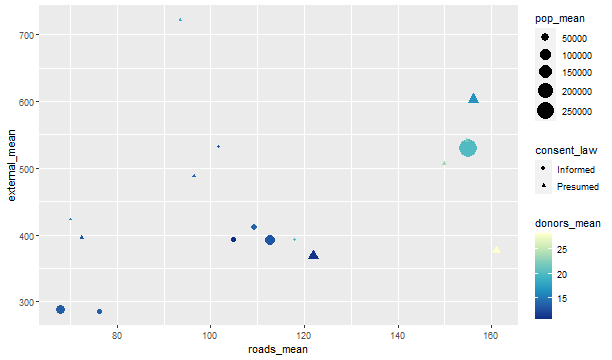 700
600
500
400
300
external_mean
80
100
120
140
160
roads_mean
pop_mean
50000
100000
150000
200000
250000
consent_law
Informed
Presumed
donors_mean
25
20
15